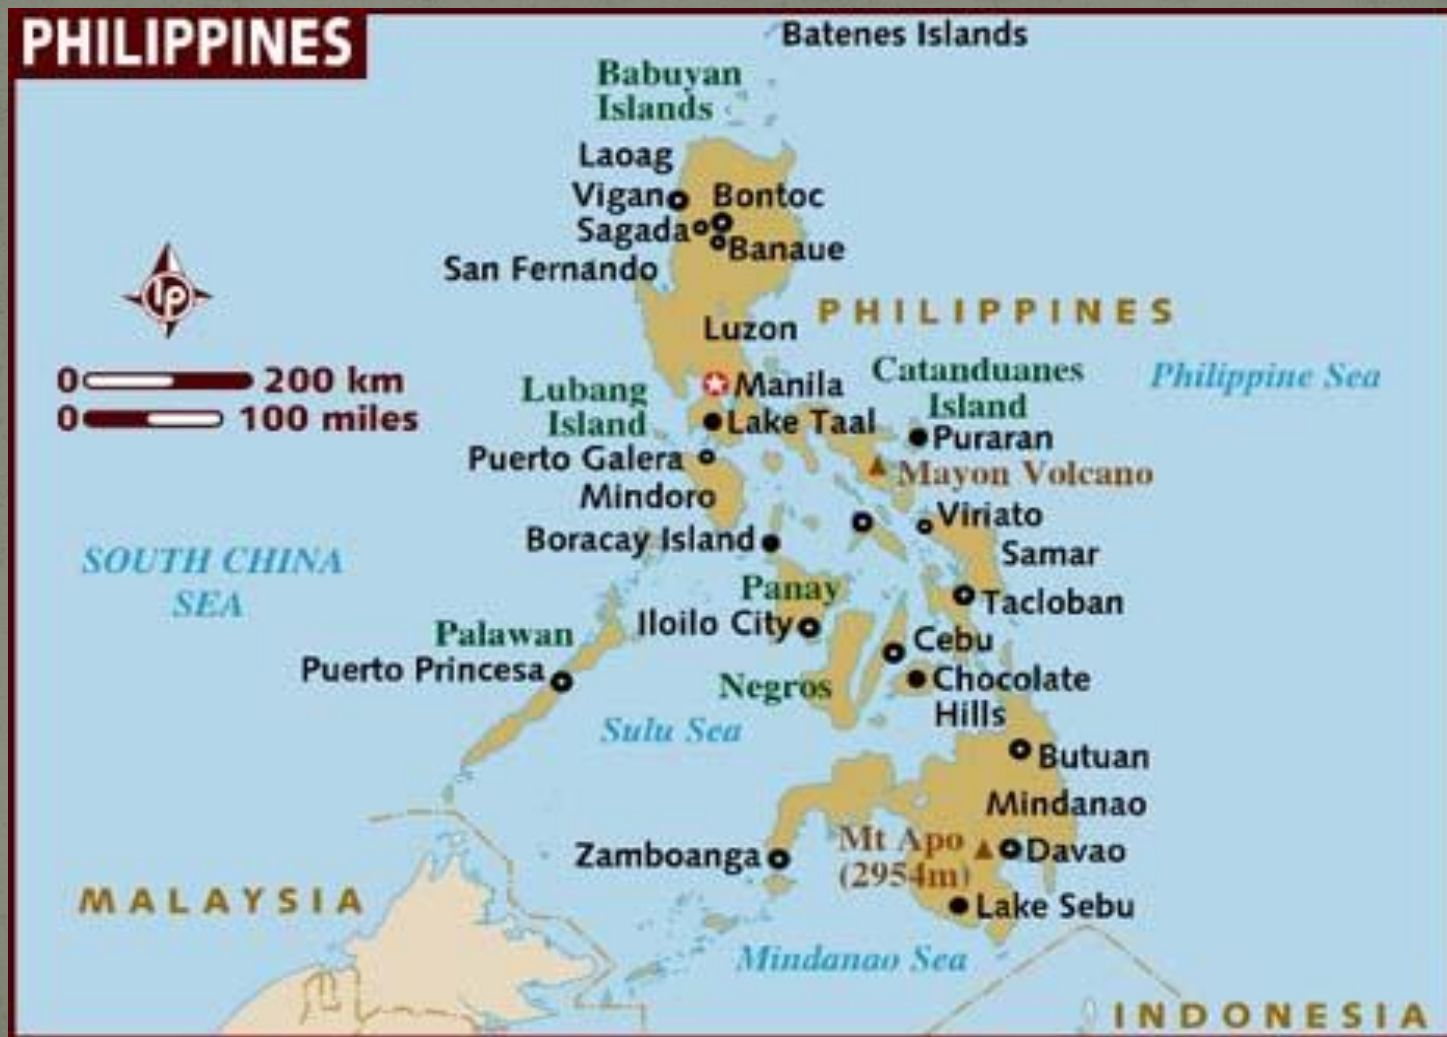 PHILIPPINES
Batenes Islands
Babuyan
Islands
Laoag
Vigan
Bontoc
Sagada
Banaue
San Fernando
PHILIPPINES
Luzon
lp
0 200 km
0 100 miles
Manila
Catanduanes
Island
Philippine Sea
Lubang
Island
Lake Taal
Puraran
Puerto Galera
Mayon Volcano
Mindoro
Viriato
Boracay Island
Samar
SOUTH CHINA
SEA
Panay
Tacloban
Iloilo City
Palawan
Cebu
Puerto Princesa
Negros
Chocolate
Hills
Sulu Sea
Butuan
Mindanao
Zamboanga
Mt Apo
(2954m)
Davao
MALAYSIA
Lake Sebu
Mindanao Sea
INDONESIA